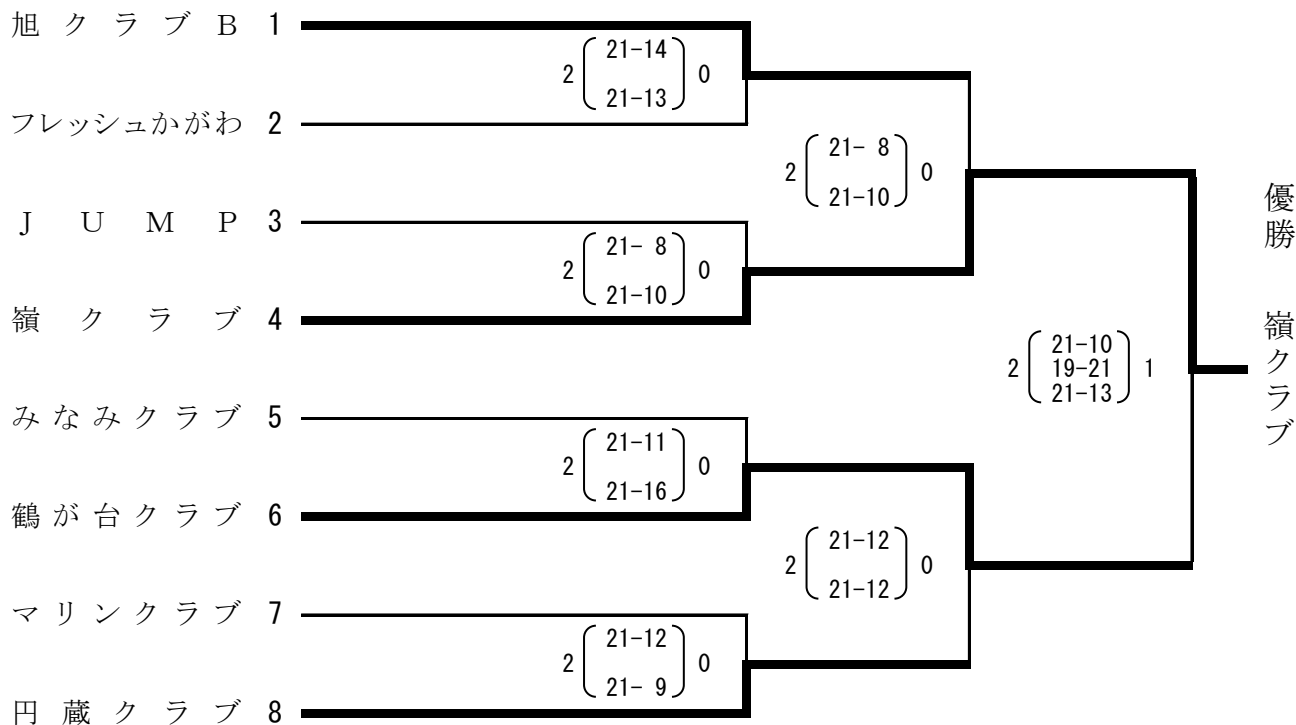 旭クラブB 1
2 21-14 0
21-13
フレッシュかがわ 2
2 21- 8 0
21-10
JUMP 3
2 21- 8 0
21-10
嶺クラブ 4
2 21-10 1
19-21
21-13
優勝 嶺クラブ
みなみクラブ 5
2 21-11 0
21-16
鶴が台クラブ 6
2 21-12 0
21-12
マリンクラブ 7
2 21-12 0
21- 9
円蔵クラブ 8